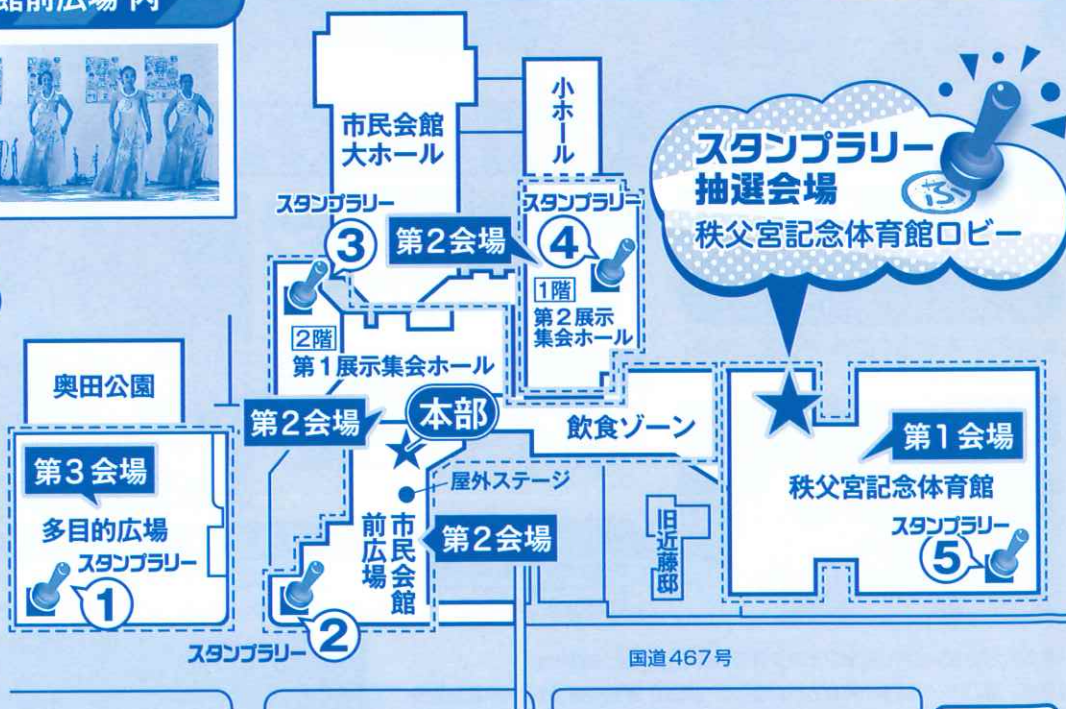 館前広場 内
市民会館
大ホール
小ホール
スタンプラリー
抽選会場
秩父宮記念体育館ロビー
スタンプラリー
③
第2会場
スタンプラリー
④
2階
第1展示集会ホール
1階
第2展示
集会ホール
奥田公園
第2会場
本部
飲食ゾーン
第1会場
秩父宮記念体育館
スタンプラリー
⑤
第3会場
多目的広場
スタンプラリー
①
屋外ステージ
市民会館
前広場
第2会場
旧近藤邸
スタンプラリー
②
国道467号